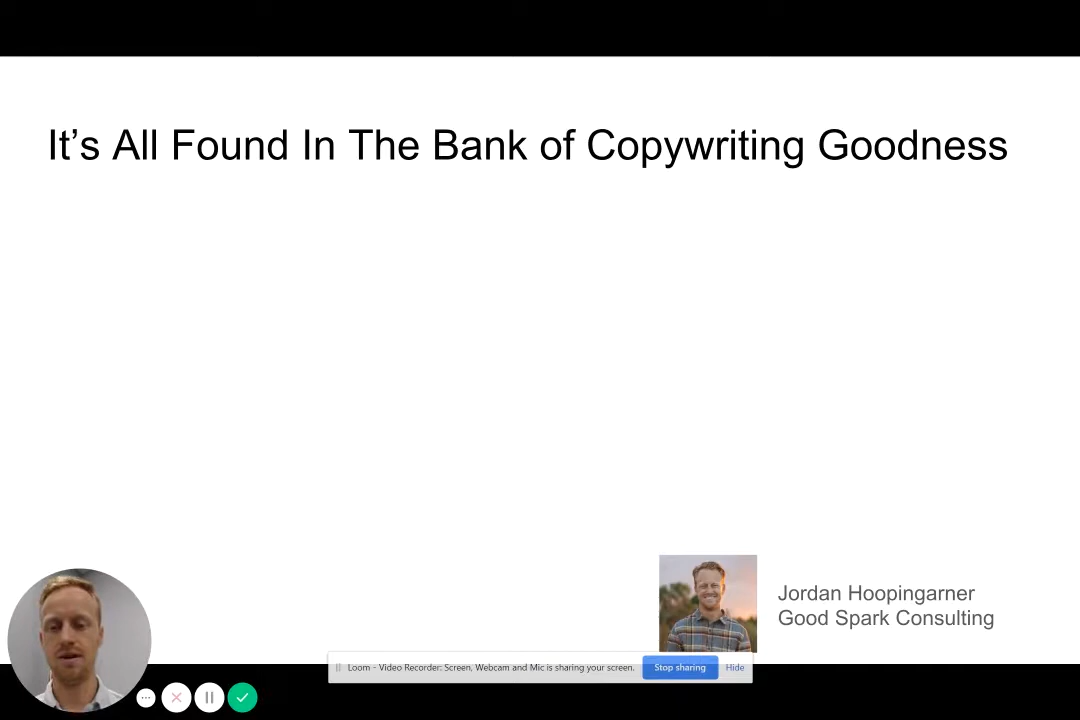 It’s All Found In The Bank of Copywriting Goodness
Jordan Hoopingarner
Good Spark Consulting
Loom - Video Recorder: Screen, Webcam and Mic is sharing your screen. Stop sharing Hide